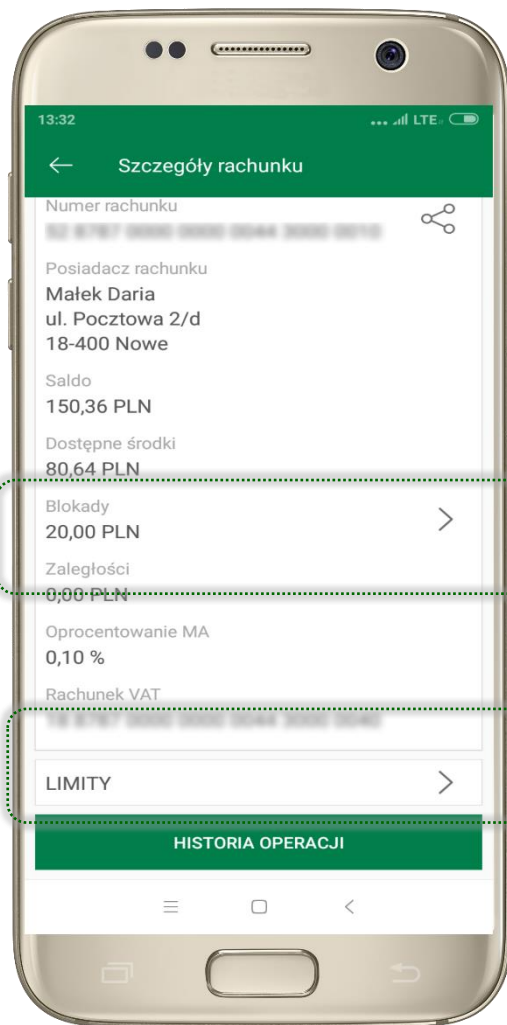 13:32
LTE
Szczegóły rachunku
Numer rachunku
Posiadacz rachunku
Małek Daria
ul. Pocztowa 2/d
18-400 Nowe
Saldo
150,36 PLN
Dostępne środki
80,64 PLN
Blokady
20,00 PLN
Zaległości
0,00 PLN
Oprocentowanie MA
0,10 %
Rachunek VAT
LIMITY
HISTORIA OPERACJI